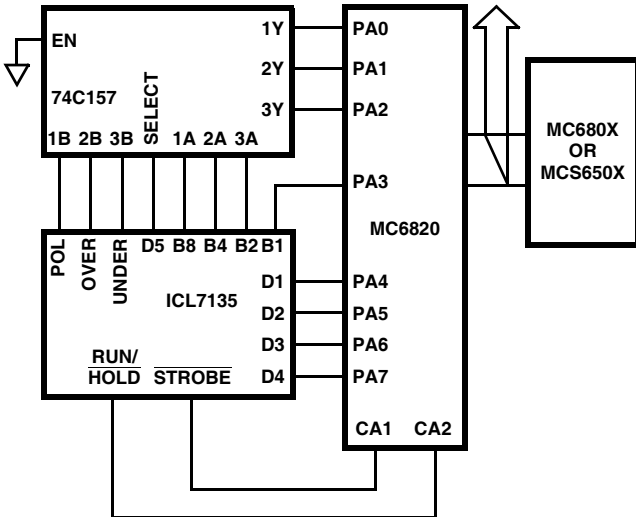 EN
1Y
2Y
3Y
74C157
SELECT
1B 2B 3B 1A 2A 3A
PA0
PA1
PA2
PA3
MC6820
PA4
PA5
PA6
PA7
CA1 CA2
MC680X
OR
MCS650X
POL
OVER
UNDER
D5 B8 B4 B2 B1
D1
D2
D3
D4
ICL7135
RUN/
HOLD STROBE